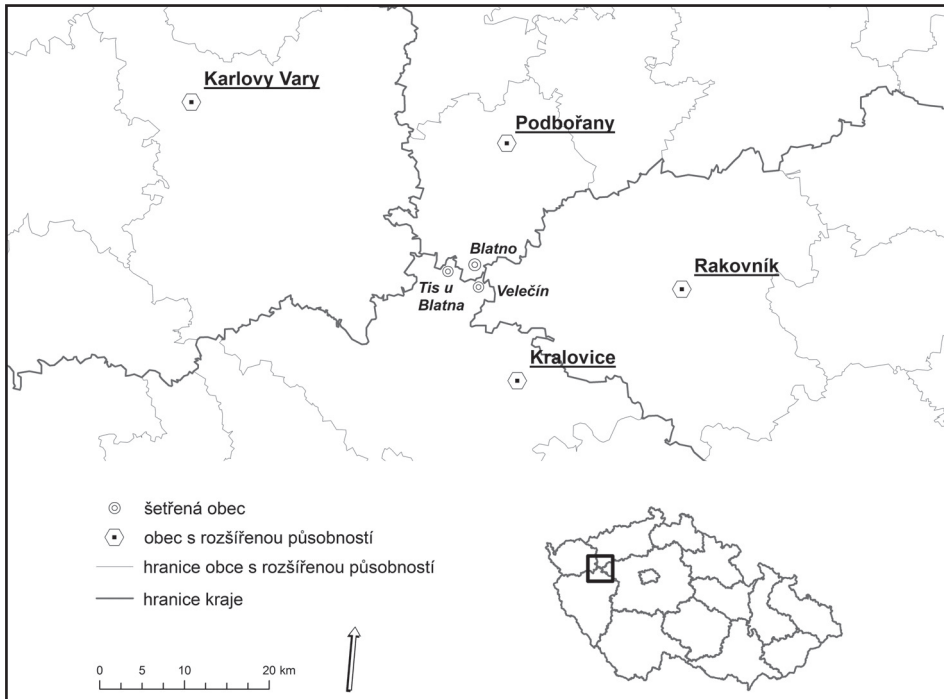 Karlovy Vary
Podbořany
Blatno
Rakovník
Tis u
Blatna
Velečín
Kralovice
šetřená obec
obec s rozšířenou působností
hranice obce s rozšířenou působností
hranice kraje
0 5 10 20 km